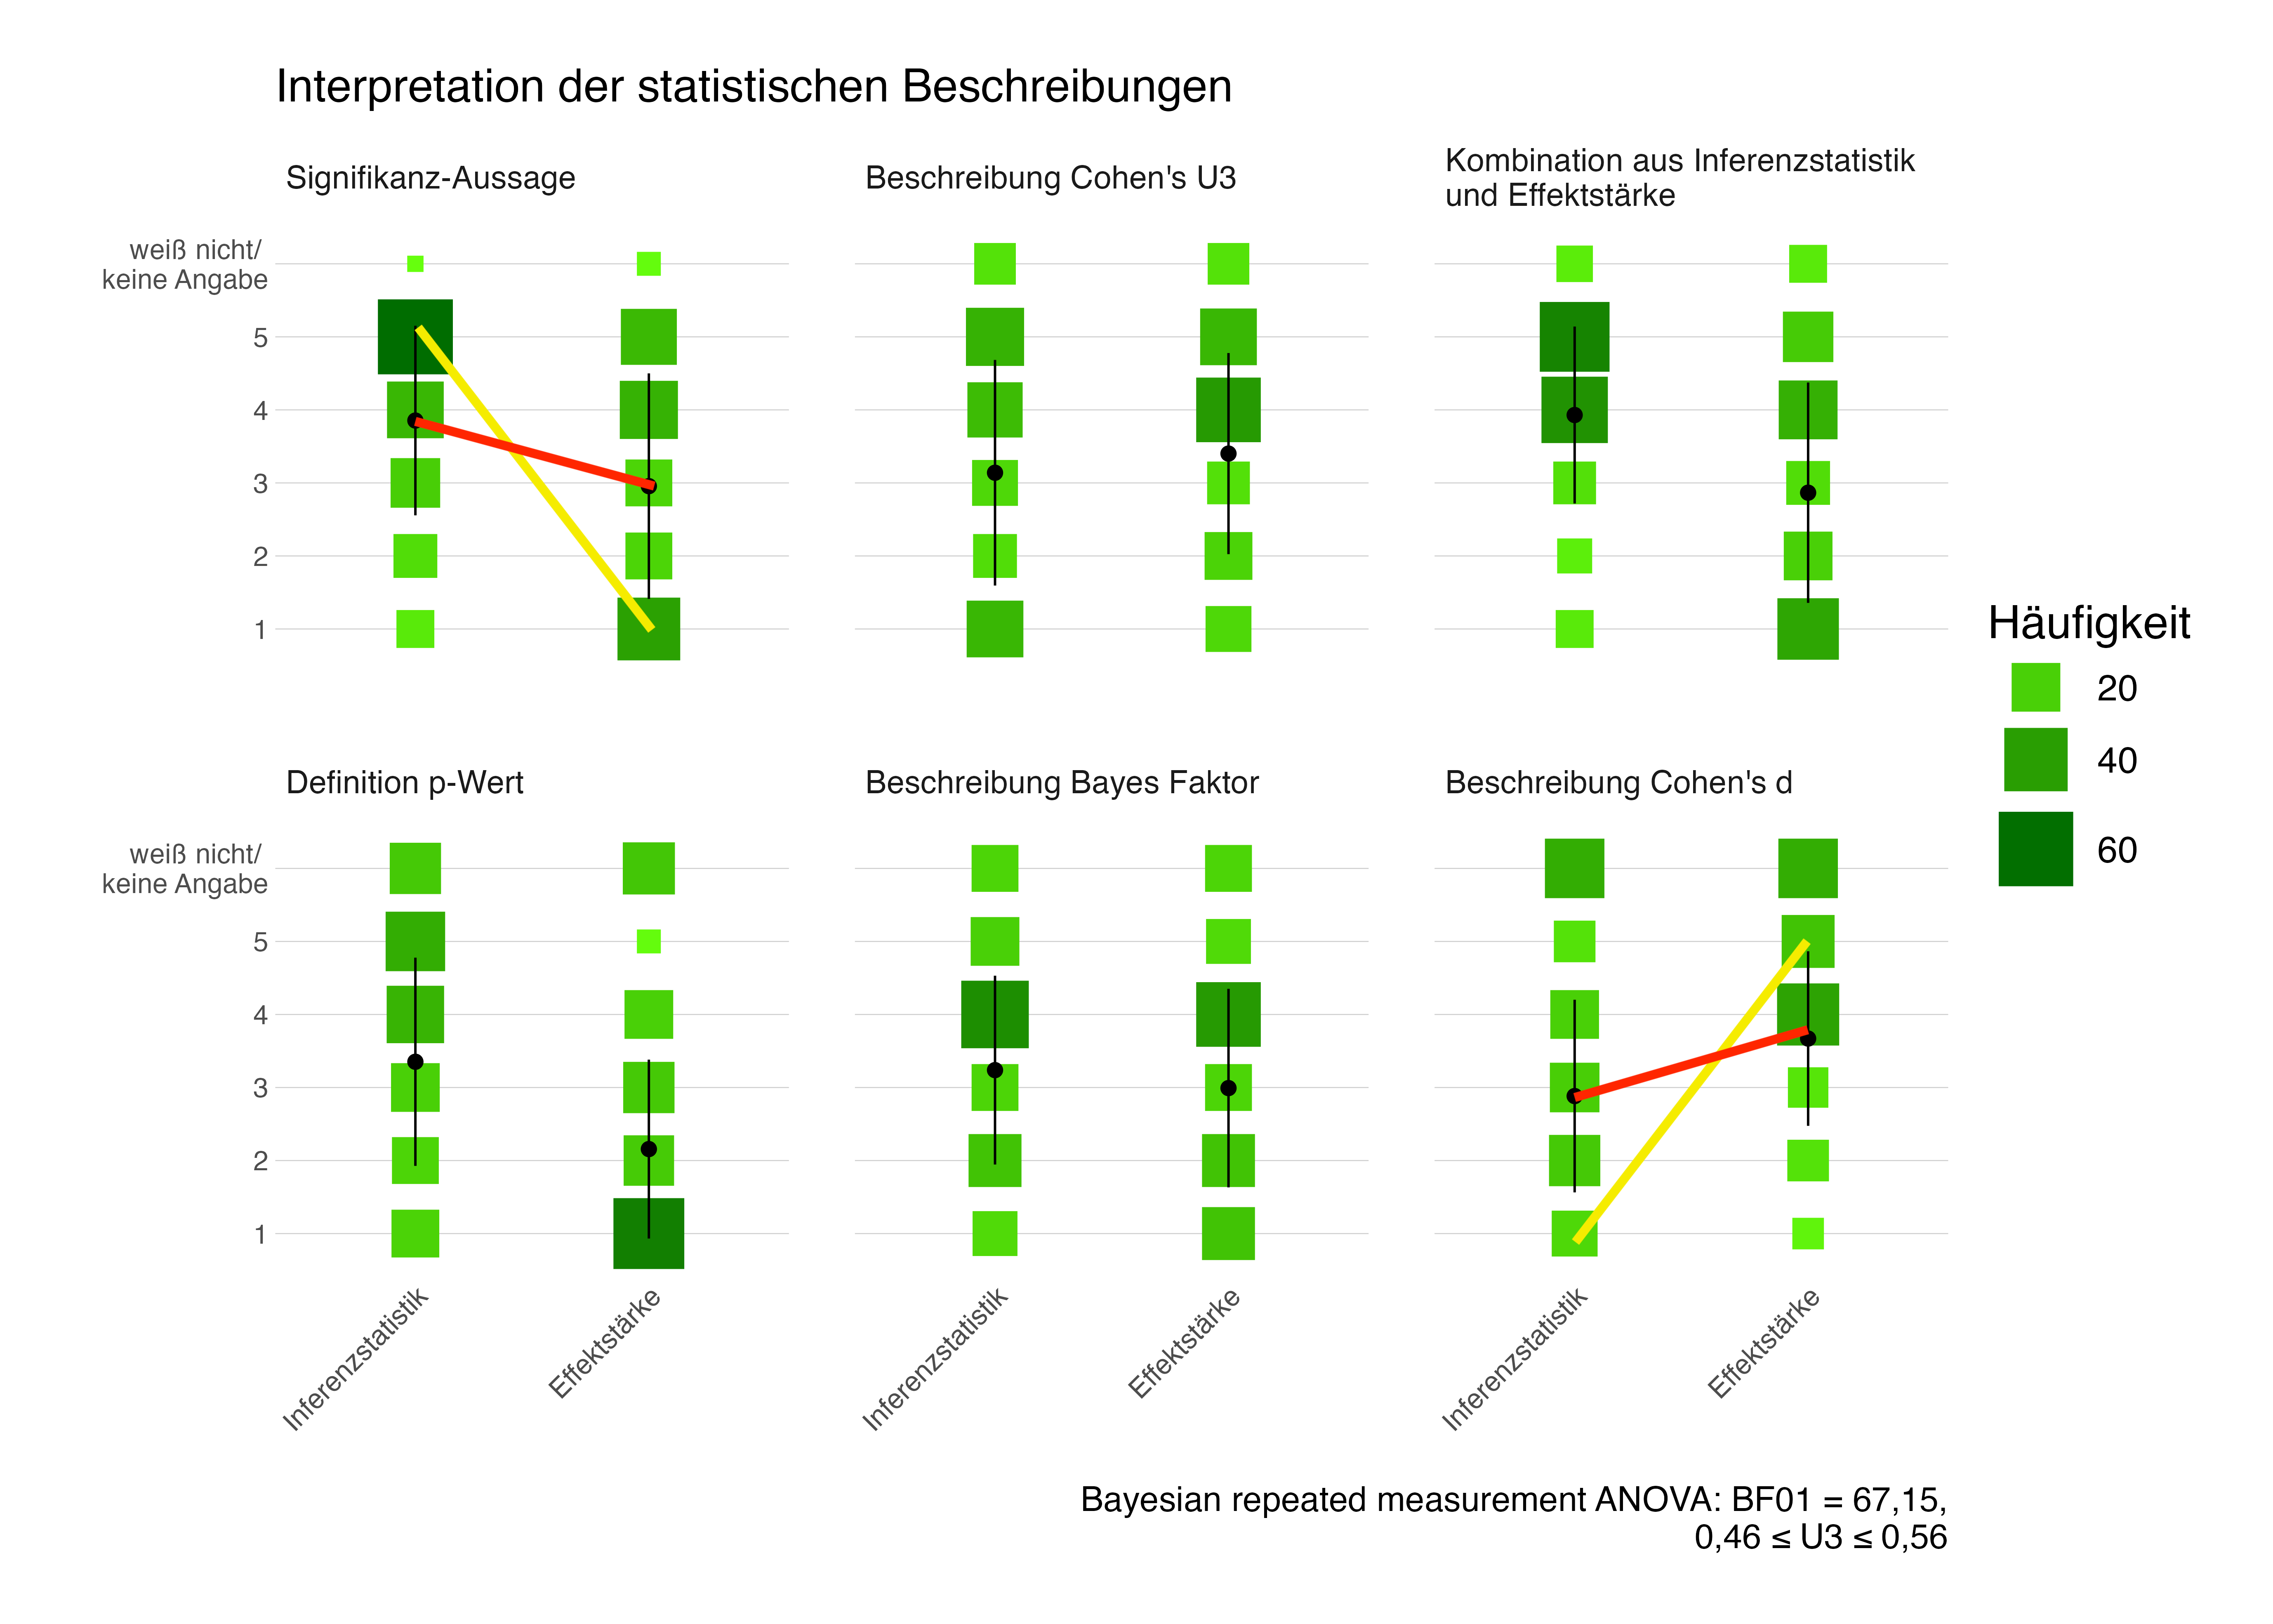 Interpretation der statistischen Beschreibungen
Signifikanz-Aussage
Beschreibung Cohen's U3
Kombination aus Inferenzstatistik
und Effektstärke
weiß nicht/
keine Angabe
5
4
3
2
1
Häufigkeit
20
40
60
Definition p-Wert
Beschreibung Bayes Faktor
Beschreibung Cohen's d
weiß nicht/
keine Angabe
5
4
3
2
1
Inferenzstatistik
Effektstärke
Inferenzstatistik
Effektstärke
Inferenzstatistik
Effektstärke
Bayesian repeated measurement ANOVA: BF01 = 67,15,
0,46 ≤ U3 ≤ 0,56